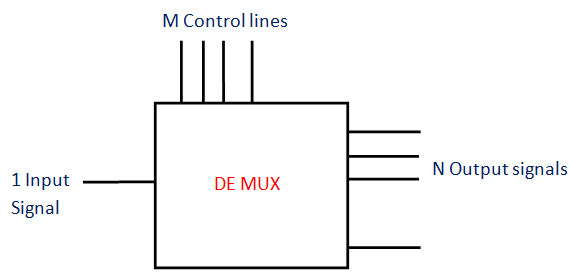 M Control lines
1 Input
Signal
DE MUX
N Output signals